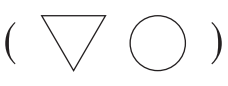 ( ▽ ○ )